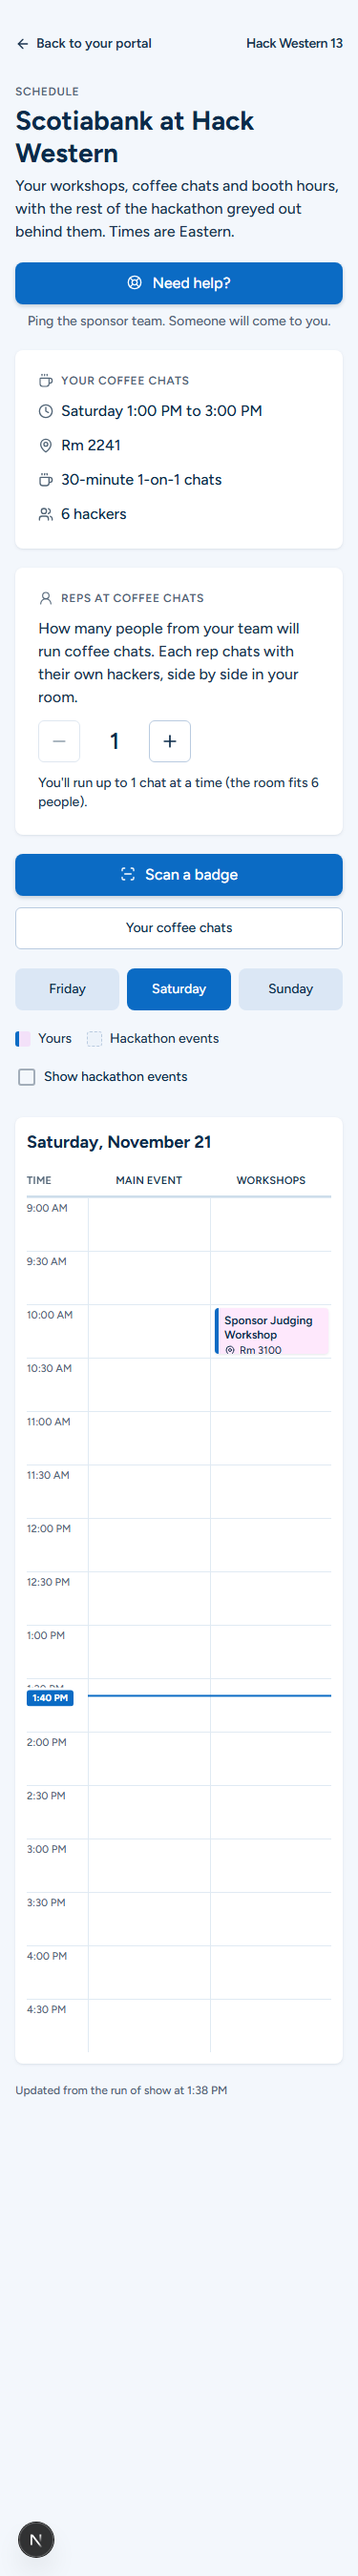 Back to your portal
Hack Western 13
SCHEDULE
Scotiabank at Hack
Western
Your workshops, coffee chats and booth hours,
with the rest of the hackathon greyed out
behind them. Times are Eastern.
Need help?
Ping the sponsor team. Someone will come to you.
YOUR COFFEE CHATS
Saturday 1:00 PM to 3:00 PM
Rm 2241
30-minute 1-on-1 chats
6 hackers
REPS AT COFFEE CHATS
How many people from your team will
run coffee chats. Each rep chats with
their own hackers, side by side in your
room.
1
You'll run up to 1 chat at a time (the room fits 6
people).
Scan a badge
Your coffee chats
Friday
Saturday
Sunday
Yours
Hackathon events
Show hackathon events
Saturday, November 21
TIME
MAIN EVENT
WORKSHOPS
9:00 AM
9:30 AM
10:00 AM
Sponsor Judging
Workshop
Rm 3100
10:30 AM
11:00 AM
11:30 AM
12:00 PM
12:30 PM
1:00 PM
1:40 PM
2:00 PM
2:30 PM
3:00 PM
3:30 PM
4:00 PM
4:30 PM
Updated from the run of show at 1:38 PM
N